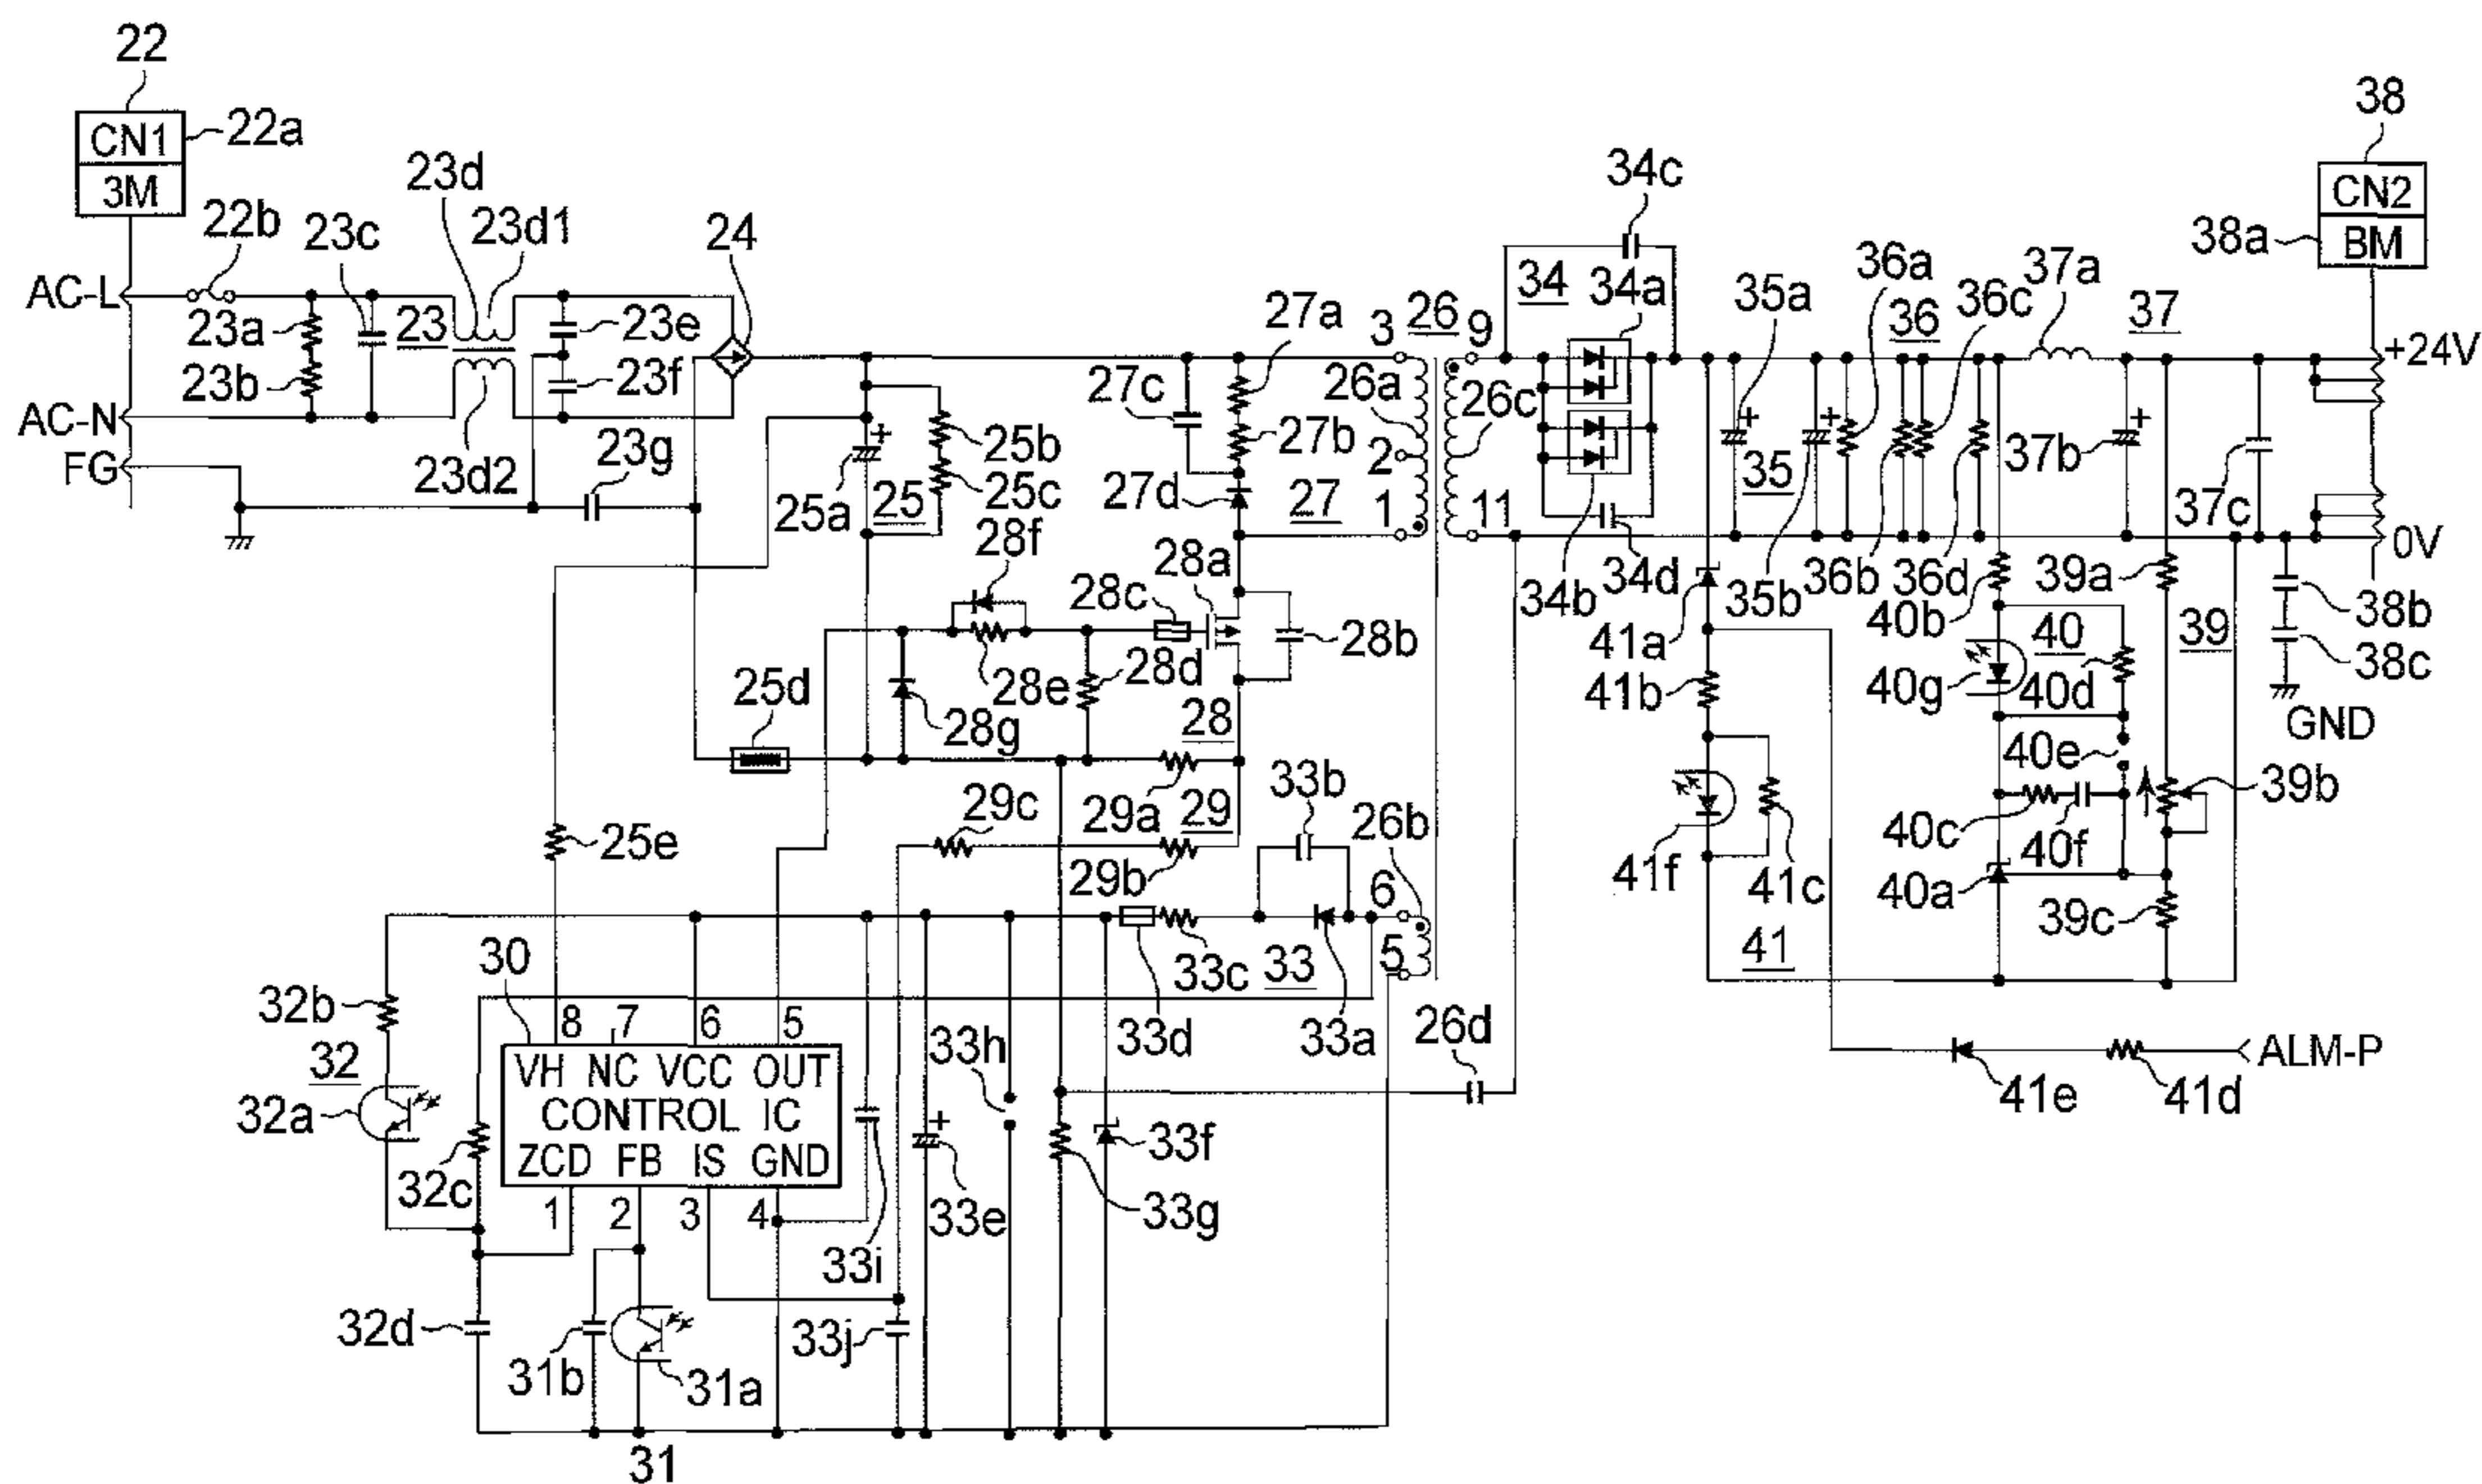 22
CN1
22a
3M
22b
23c
23d
23d1
24
34c
38
CN2
38a
BM
AC-L
23a
23
23e
23b
23f
AC-N
FG
23d2
23g
27a
3
26
9
34
34a
35a
36a
36
36c
37a
37
+24V
27c
26a
26c
27b
2
25b
25c
25a
25
27d
27
1
11
35
37b
37c
0V
28f
28a
28c
34b
34d
35b
36b
36d
39a
40b
38b
28b
41a
40
39
38c
28e
28d
41b
40g
40d
25d
28g
28
GND
40e
33b
29c
39b
29a
29
26b
40c
40f
25e
29b
6
41f
41c
40a
39c
5
41
30
33c
33
32b
8
7
6
5
33h
33d
33a
26d
32
VH NC VCC OUT
ALM-P
32a
CONTROL IC
41e
41d
ZCD FB IS GND
33f
32c
1
2
3
4
33e
33g
33i
32d
33j
31b
31a
31